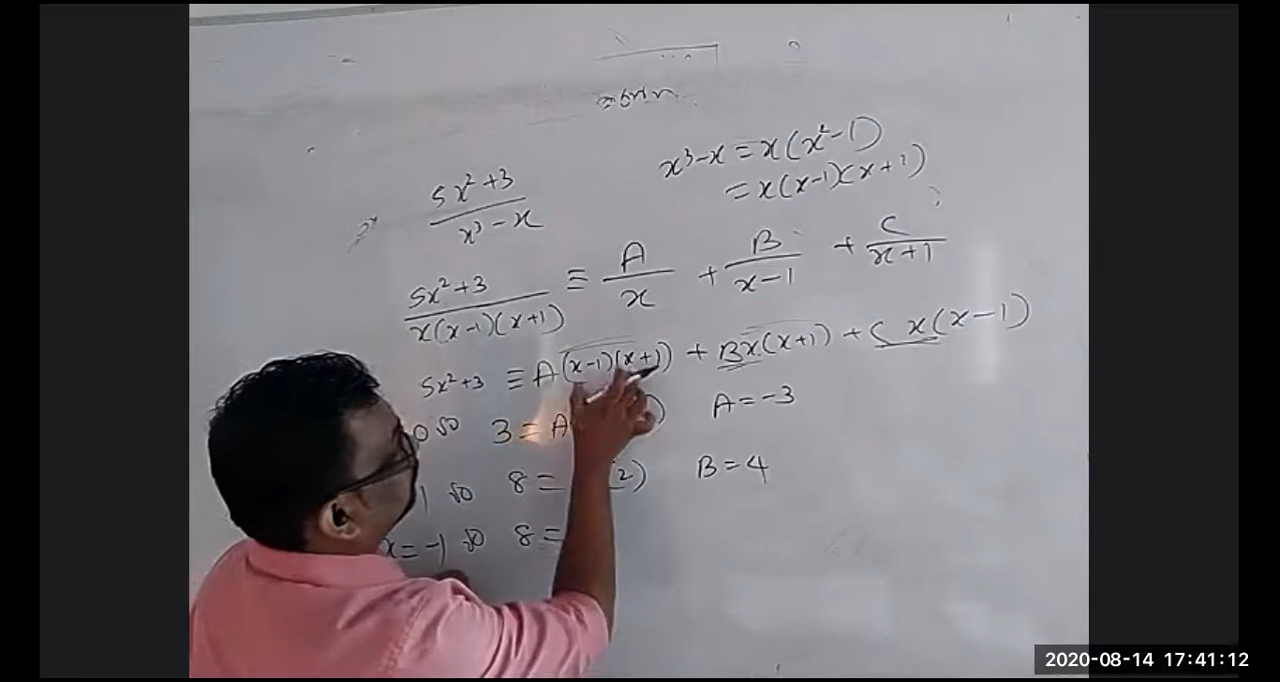 x³-x = x(x²-1)
= x(x-1)(x+1)
5x²+3 / x³-x
5x²+3 / x(x-1)(x+1) ≡ A/x + B/x-1 + C/x+1
5x²+3 ≡ A(x-1)(x+1) + Bx(x+1) + C x(x-1)
3 = A A = -3
8 = (2) B = 4
x = -1 8 =
2020-08-14 17:41:12